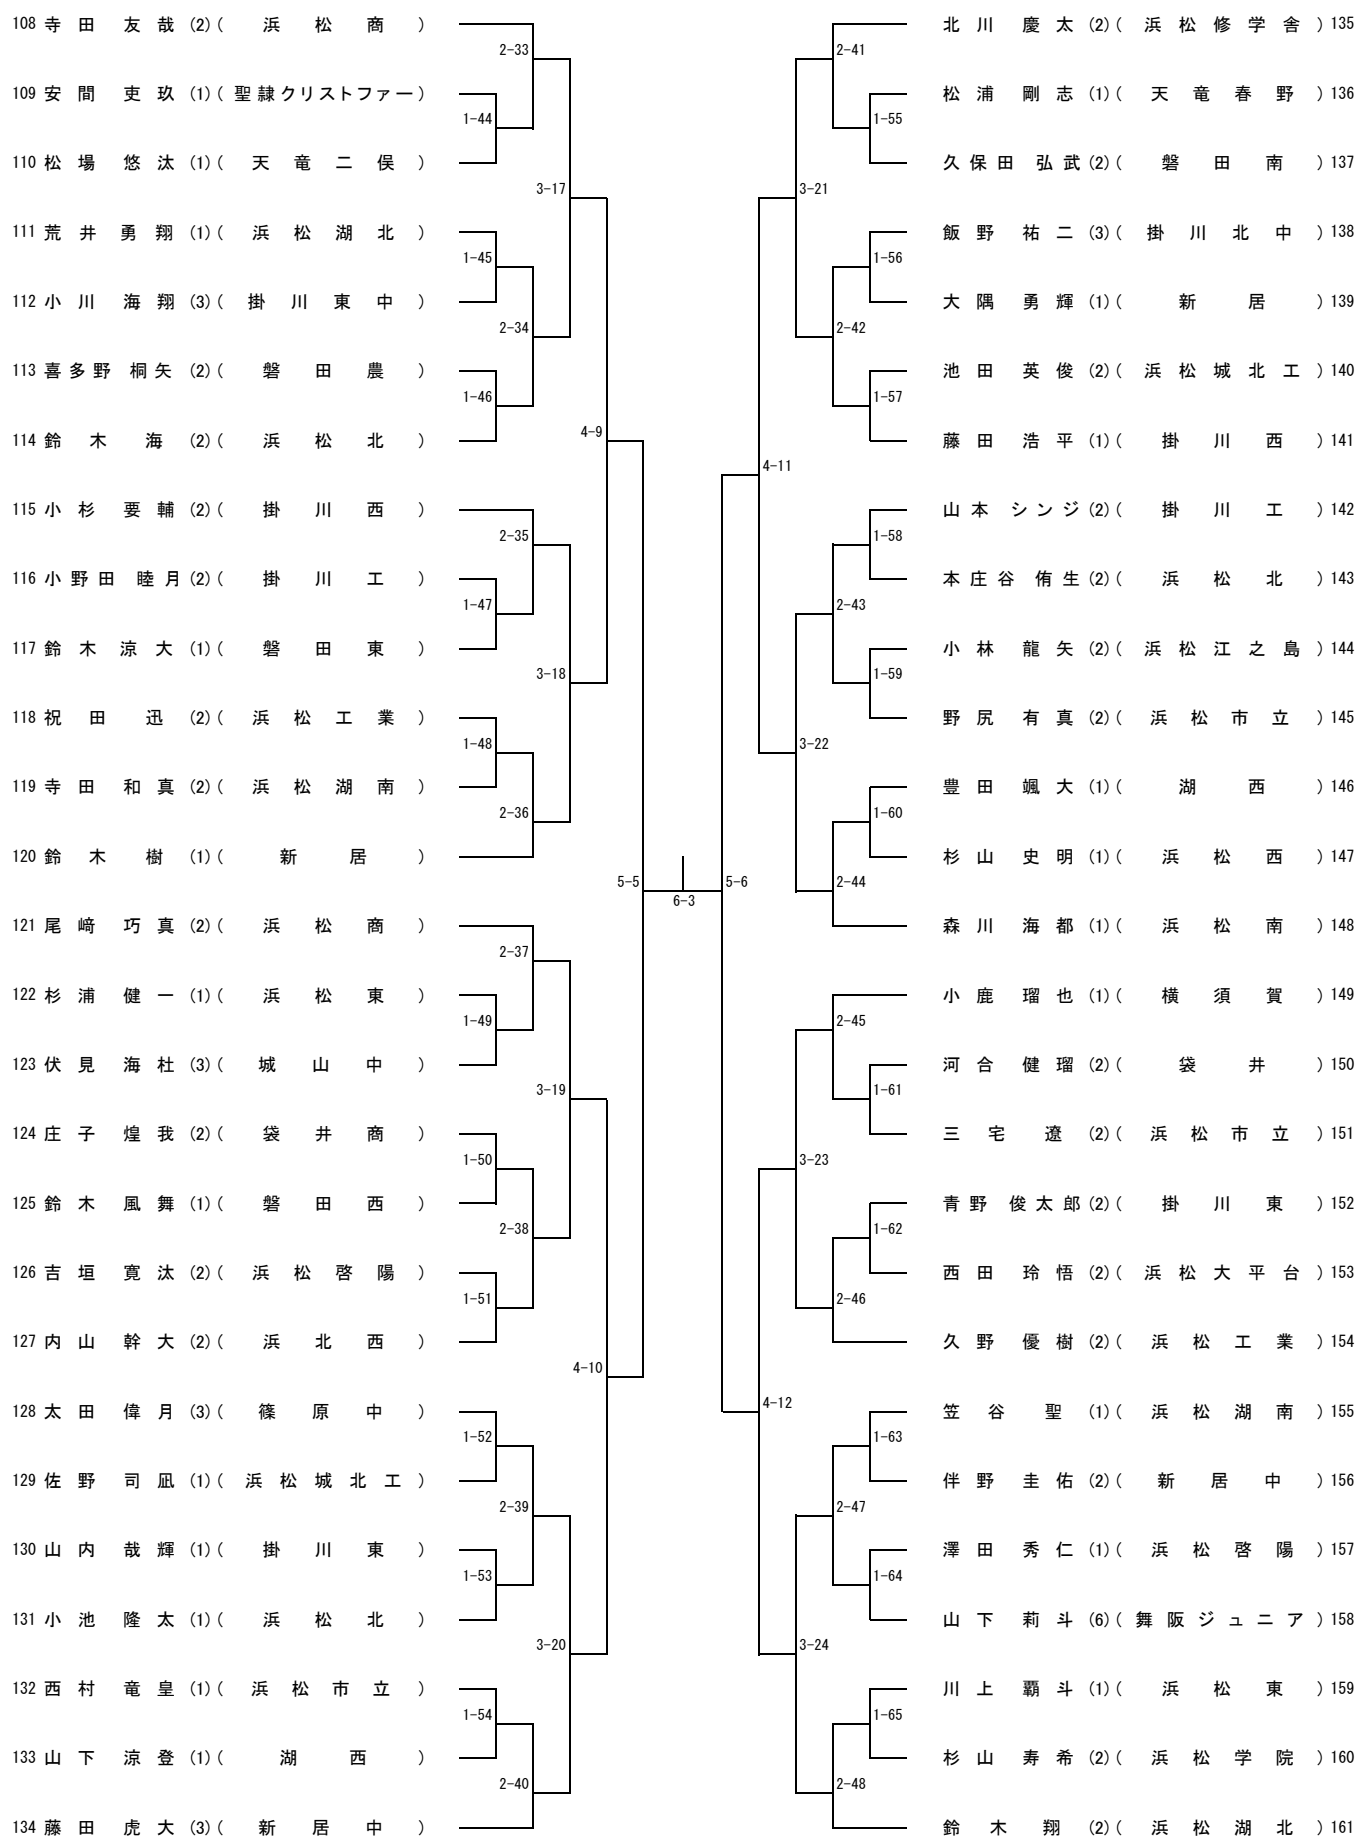 108 寺田 友哉 (2) ( 浜松商 )
2-33
109 安間 吏玖 (1) ( 聖隷クリストファー )
1-44
110 松場 悠汰 (1) ( 天竜二俣 )
3-17
111 荒井 勇翔 (1) ( 浜松湖北 )
1-45
112 小川 海翔 (3) ( 掛川東中 )
2-34
113 喜多野 桐矢 (2) ( 磐田農 )
1-46
114 鈴木 海 (2) ( 浜松北 )
4-9
115 小杉 要輔 (2) ( 掛川西 )
2-35
116 小野田 睦月 (2) ( 掛川工 )
1-47
117 鈴木 涼大 (1) ( 磐田東 )
3-18
118 祝田 迅 (2) ( 浜松工業 )
1-48
119 寺田 和真 (2) ( 浜松湖南 )
2-36
120 鈴木 樹 (1) ( 新居 )
5-5
121 尾﨑 巧真 (2) ( 浜松商 )
2-37
122 杉浦 健一 (1) ( 浜松東 )
1-49
123 伏見 海杜 (3) ( 城山中 )
3-19
124 庄子 煌我 (2) ( 袋井商 )
1-50
125 鈴木 風舞 (1) ( 磐田西 )
2-38
126 吉垣 寛汰 (2) ( 浜松啓陽 )
1-51
127 内山 幹大 (2) ( 浜北西 )
4-10
128 太田 偉月 (3) ( 篠原中 )
1-52
129 佐野 司凪 (1) ( 浜松城北工 )
2-39
130 山内 哉輝 (1) ( 掛川東 )
1-53
131 小池 隆太 (1) ( 浜松北 )
3-20
132 西村 竜皇 (1) ( 浜松市立 )
1-54
133 山下 涼登 (1) ( 湖西 )
2-40
134 藤田 虎大 (3) ( 新居中 )
6-3
北川 慶太 (2) ( 浜松修学舎 ) 135
2-41
松浦 剛志 (1) ( 天竜春野 ) 136
1-55
久保田 弘武 (2) ( 磐田南 ) 137
3-21
飯野 祐二 (3) ( 掛川北中 ) 138
1-56
大隅 勇輝 (1) ( 新居 ) 139
2-42
池田 英俊 (2) ( 浜松城北工 ) 140
1-57
藤田 浩平 (1) ( 掛川西 ) 141
4-11
山本 シンジ (2) ( 掛川工 ) 142
1-58
本庄谷 侑生 (2) ( 浜松北 ) 143
2-43
小林 龍矢 (2) ( 浜松江之島 ) 144
1-59
野尻 有真 (2) ( 浜松市立 ) 145
3-22
豊田 颯大 (1) ( 湖西 ) 146
1-60
杉山 史明 (1) ( 浜松西 ) 147
2-44
5-6
森川 海都 (1) ( 浜松南 ) 148
小鹿 瑠也 (1) ( 横須賀 ) 149
2-45
河合 健瑠 (2) ( 袋井 ) 150
1-61
三宅 遼 (2) ( 浜松市立 ) 151
3-23
青野 俊太郎 (2) ( 掛川東 ) 152
1-62
西田 玲悟 (2) ( 浜松大平台 ) 153
2-46
久野 優樹 (2) ( 浜松工業 ) 154
4-12
笠谷 聖 (1) ( 浜松湖南 ) 155
1-63
伴野 圭佑 (2) ( 新居中 ) 156
2-47
澤田 秀仁 (1) ( 浜松啓陽 ) 157
1-64
山下 莉斗 (6) ( 舞阪ジュニア ) 158
3-24
川上 覇斗 (1) ( 浜松東 ) 159
1-65
杉山 寿希 (2) ( 浜松学院 ) 160
2-48
鈴木 翔 (2) ( 浜松湖北 ) 161